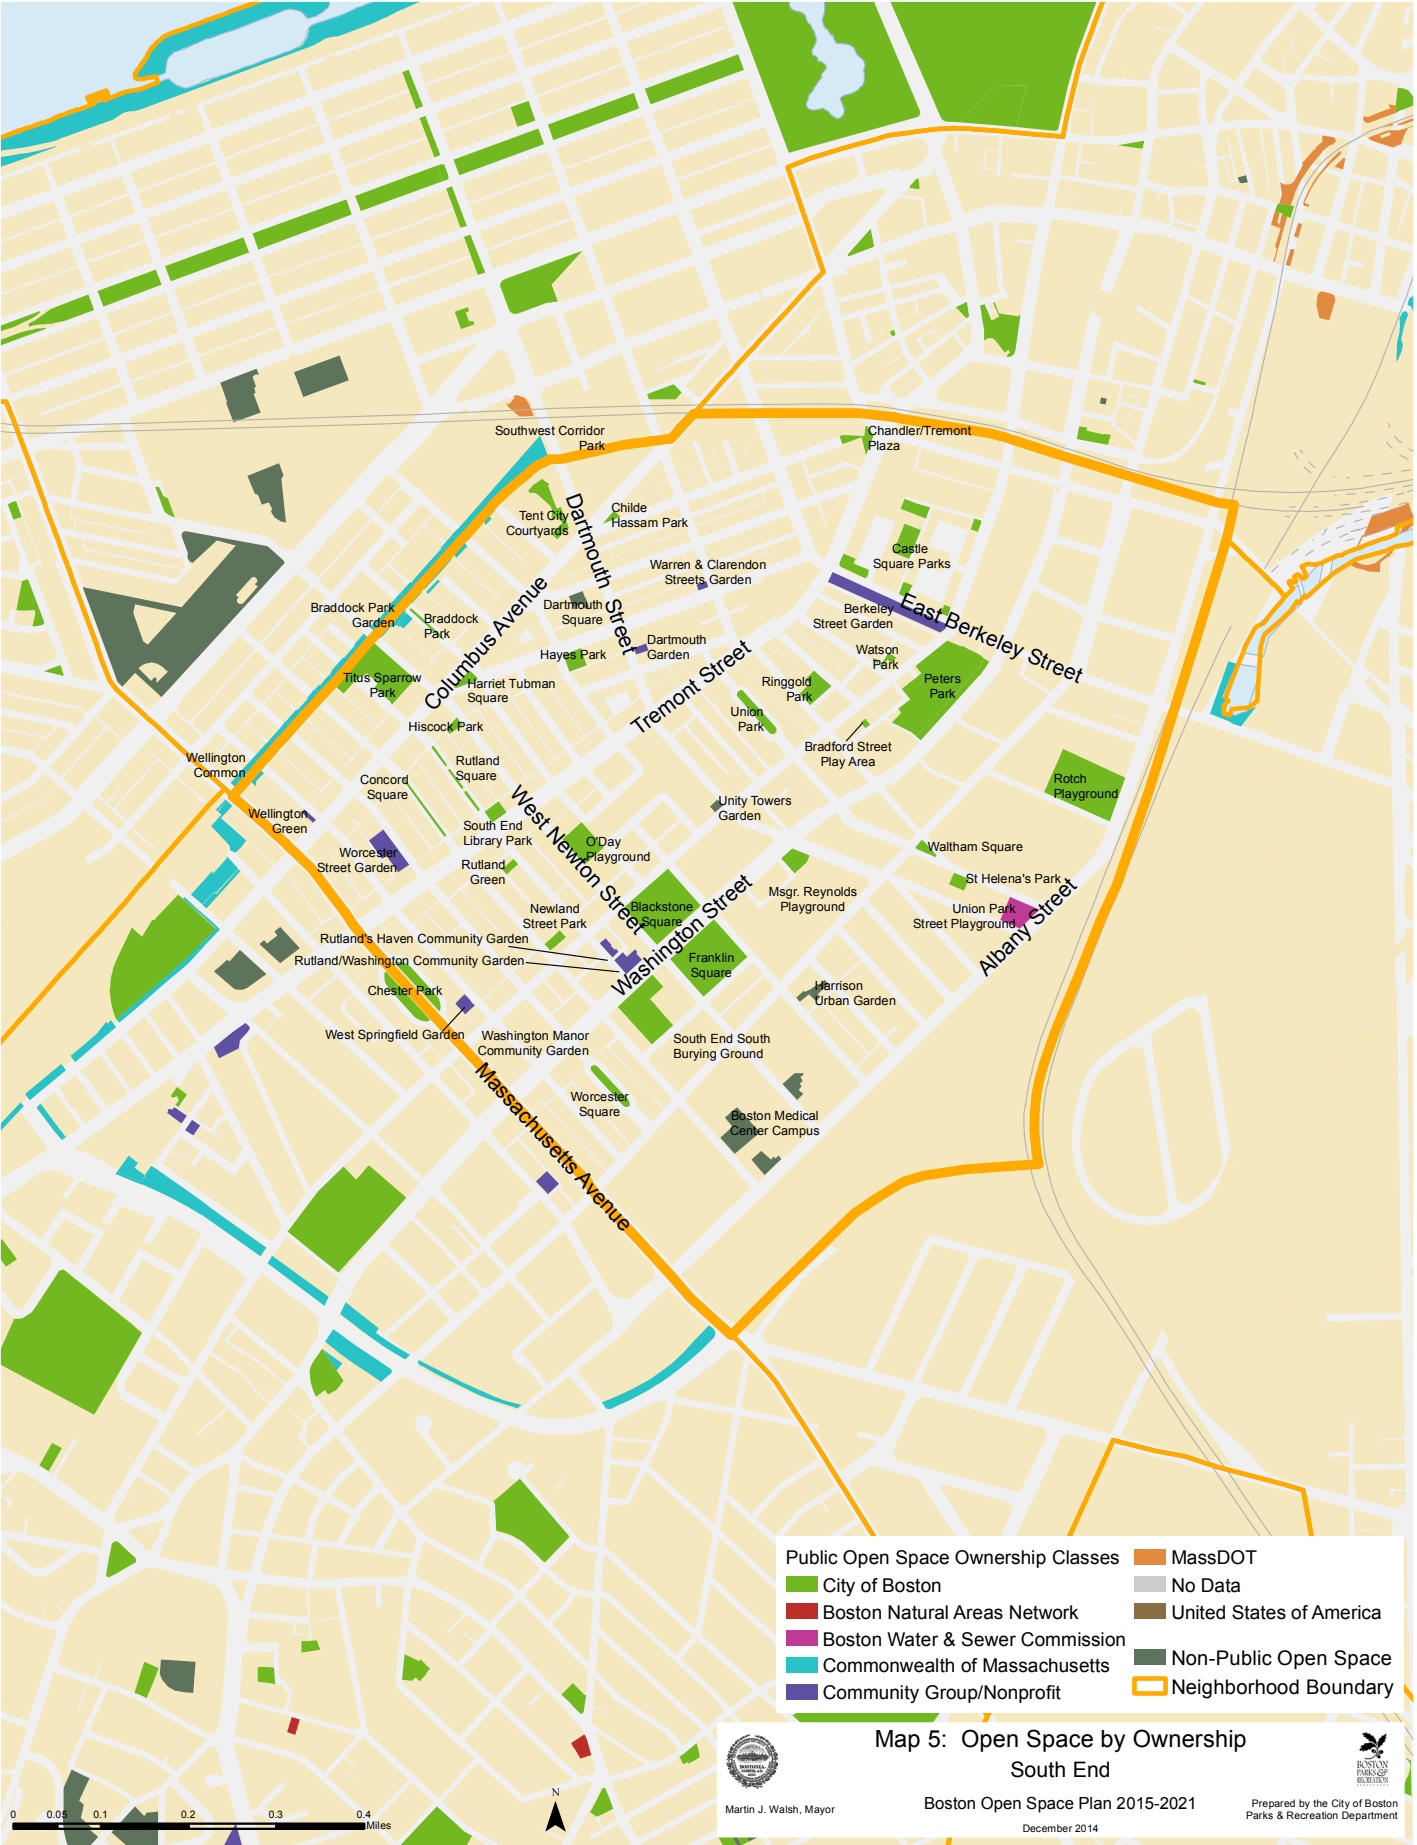 Southwest Corridor
Park
Chandler/Tremont
Plaza
Tent City
Courtyards
Childe
Hassam Park
Dartmouth Street
Castle
Square Parks
Warren & Clarendon
Streets Garden
Braddock Park
Garden
Braddock
Park
Columbus Avenue
Dartmouth
Square
Berkeley
Street Garden
East Berkeley Street
Dartmouth
Garden
Hayes Park
Watson
Park
Titus Sparrow
Park
Harriet Tubman
Square
Tremont Street
Ringgold
Park
Peters
Park
Hiscock Park
Union
Park
Bradford Street
Play Area
Wellington
Common
Rutland
Square
Concord
Square
Rotch
Playground
Wellington
Green
West Newton Street
Unity Towers
Garden
South End
Library Park
O'Day
Playground
Worcester
Street Garden
Rutland
Green
Waltham Square
St Helena's Park
Msgr. Reynolds
Playground
Union Park
Street Playground
Albany Street
Newland
Street Park
Blackstone
Square
Washington Street
Rutland's Haven Community Garden
Rutland/Washington Community Garden
Franklin
Square
Chester Park
Harrison
Urban Garden
West Springfield Garden
Washington Manor
Community Garden
South End South
Burying Ground
Massachusetts Avenue
Worcester
Square
Boston Medical
Center Campus
Public Open Space Ownership Classes
City of Boston
Boston Natural Areas Network
Boston Water & Sewer Commission
Commonwealth of Massachusetts
Community Group/Nonprofit
MassDOT
No Data
United States of America
Non-Public Open Space
Neighborhood Boundary
Map 5: Open Space by Ownership
South End
Boston Open Space Plan 2015-2021
December 2014
Martin J. Walsh, Mayor
BOSTON
PARKS &
RECREATION
Prepared by the City of Boston
Parks & Recreation Department
N
0 0.05 0.1 0.2 0.3 0.4
Miles